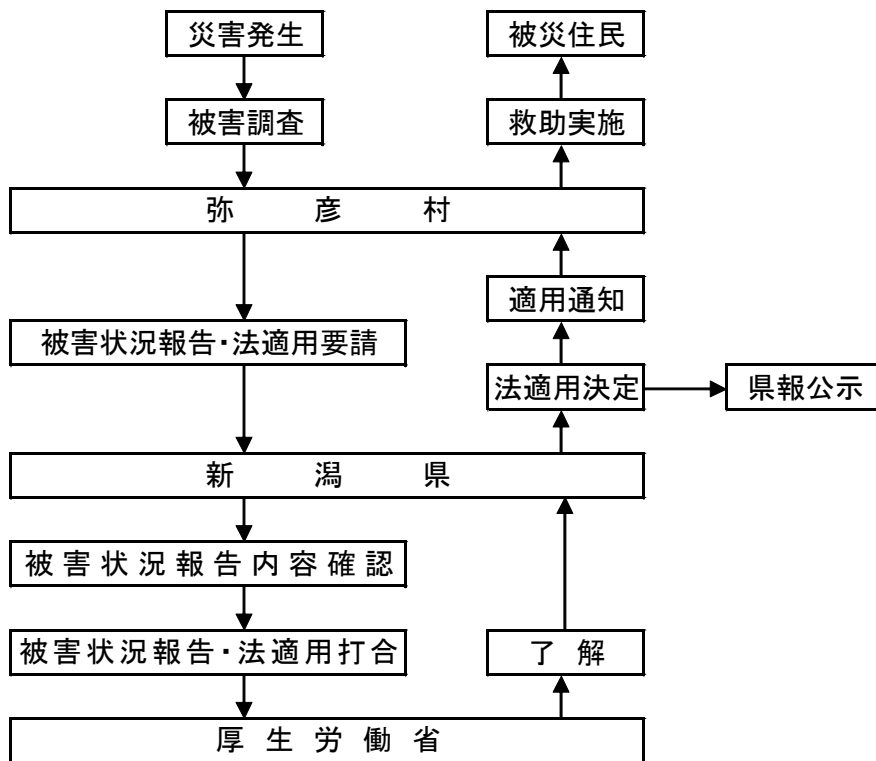 災害発生
被災住民
被害調査
救助実施
弥彦村
適用通知
被害状況報告・法適用要請
法適用決定
県報公示
新潟県
被害状況報告内容確認
被害状況報告・法適用打合
了解
厚生労働省